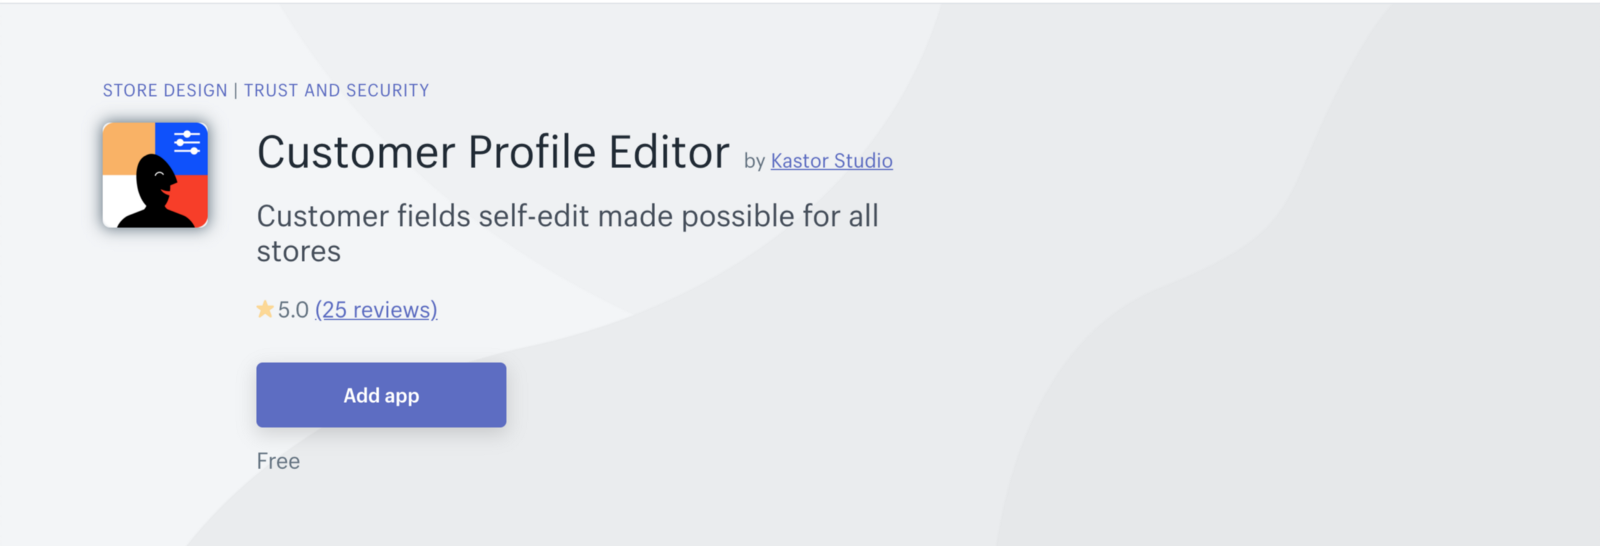 STORE DESIGN | TRUST AND SECURITY
Customer Profile Editor by Kastor Studio
Customer fields self-edit made possible for all
stores
5.0 (25 reviews)
Add app
Free